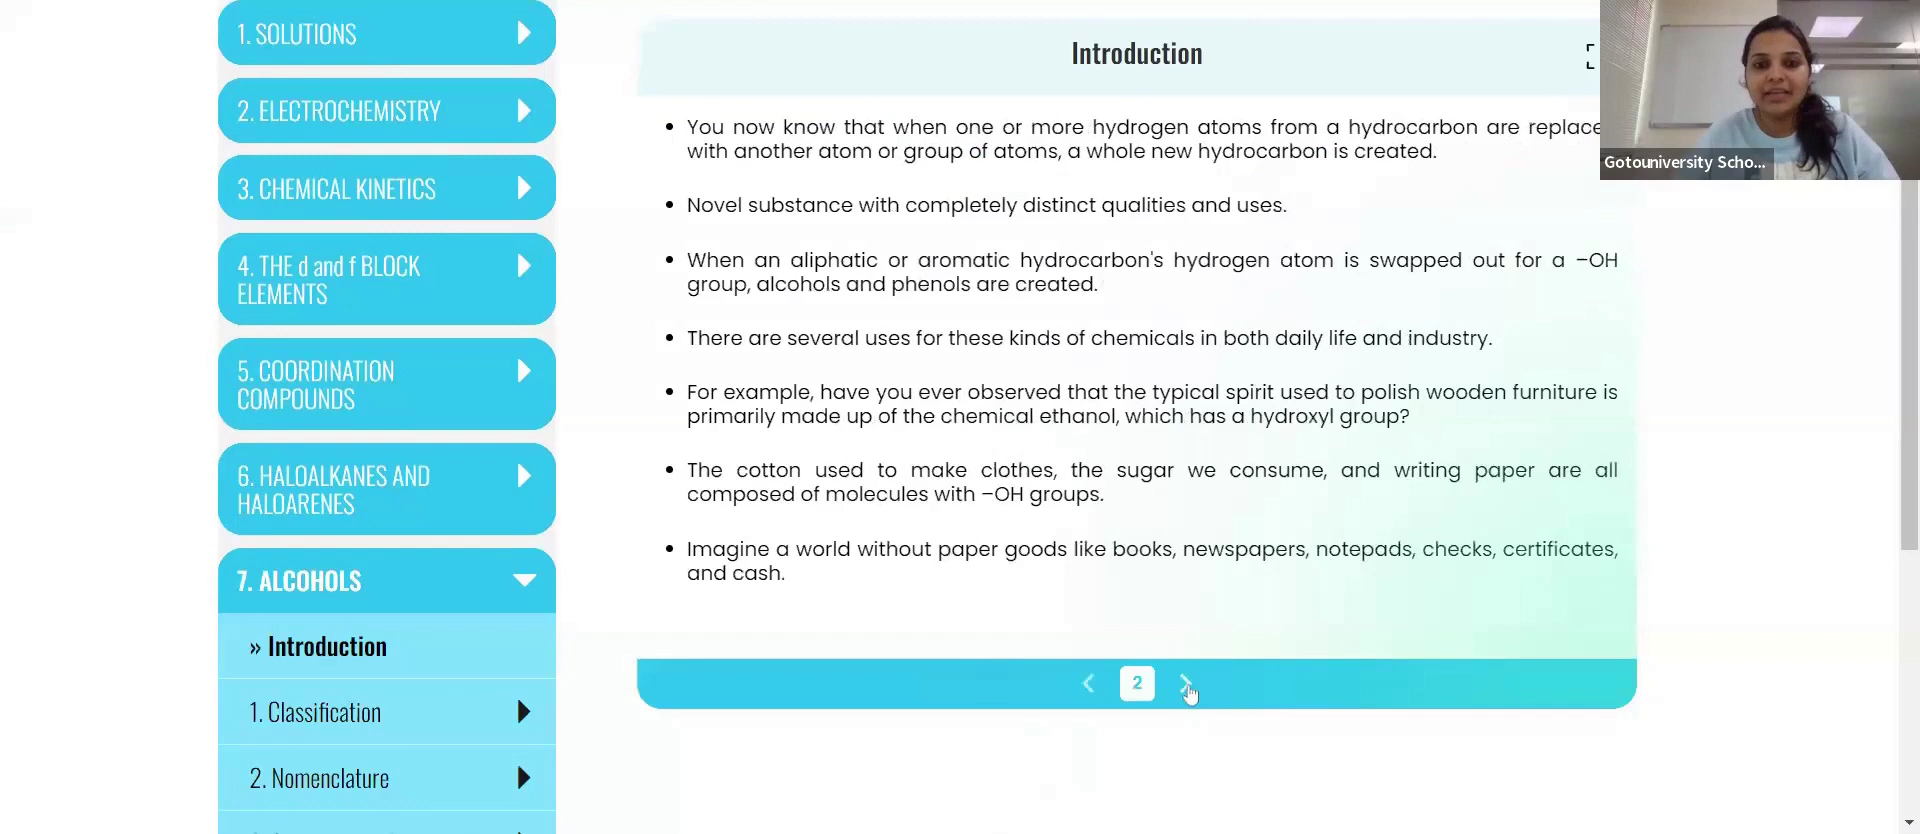 1. SOLUTIONS
2. ELECTROCHEMISTRY
3. CHEMICAL KINETICS
4. THE d and f BLOCK
ELEMENTS
5. COORDINATION
COMPOUNDS
6. HALOALKANES AND
HALOARENES
7. ALCOHOLS
» Introduction
1. Classification
2. Nomenclature
Introduction
• You now know that when one or more hydrogen atoms from a hydrocarbon are replace
with another atom or group of atoms, a whole new hydrocarbon is created.
• Novel substance with completely distinct qualities and uses.
• When an aliphatic or aromatic hydrocarbon's hydrogen atom is swapped out for a –OH
group, alcohols and phenols are created.
• There are several uses for these kinds of chemicals in both daily life and industry.
• For example, have you ever observed that the typical spirit used to polish wooden furniture is
primarily made up of the chemical ethanol, which has a hydroxyl group?
• The cotton used to make clothes, the sugar we consume, and writing paper are all
composed of molecules with –OH groups.
• Imagine a world without paper goods like books, newspapers, notepads, checks, certificates,
and cash.
2
Gotouniversity Scho...